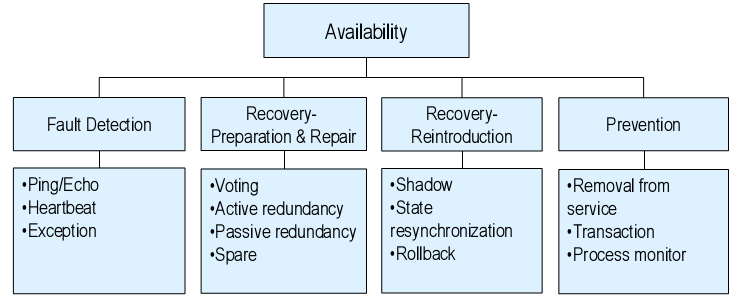 Availability
Fault Detection
Recovery-
Preparation & Repair
Recovery-
Reintroduction
Prevention
•Ping/Echo
•Heartbeat
•Exception
•Voting
•Active redundancy
•Passive redundancy
•Spare
•Shadow
•State
resynchronization
•Rollback
•Removal from
service
•Transaction
•Process monitor